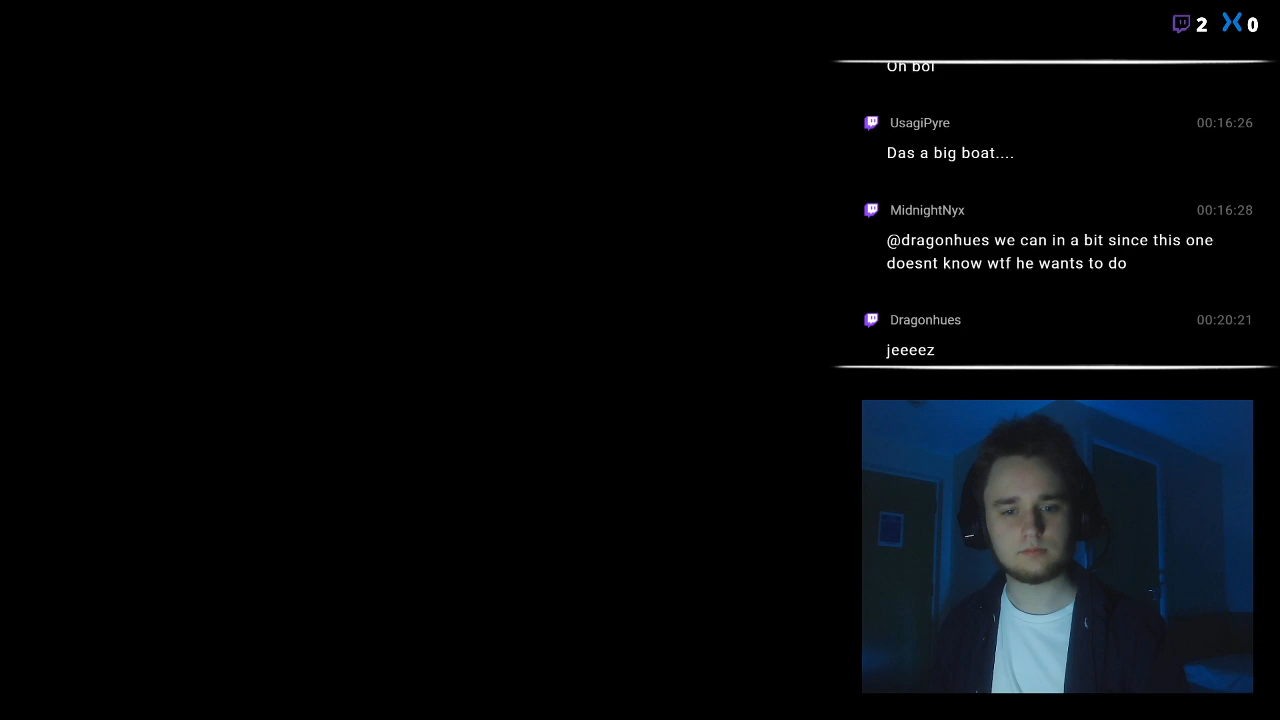 2 0
Oh boi
UsagiPyre 00:16:26
Das a big boat....
MidnightNyx 00:16:28
@dragonhues we can in a bit since this one
doesnt know wtf he wants to do
Dragonhues 00:20:21
jeeeez